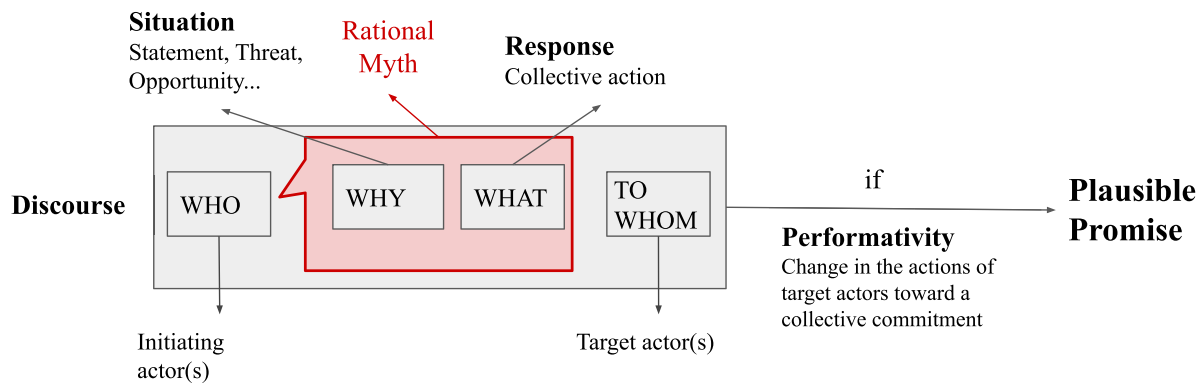 Situation
Statement, Threat,
Opportunity...
Rational
Myth
Response
Collective action
Discourse
WHO
WHY
WHAT
TO
WHOM
if
Plausible
Promise
Performativity
Change in the actions of
target actors toward a
collective commitment
Initiating
actor(s)
Target actor(s)